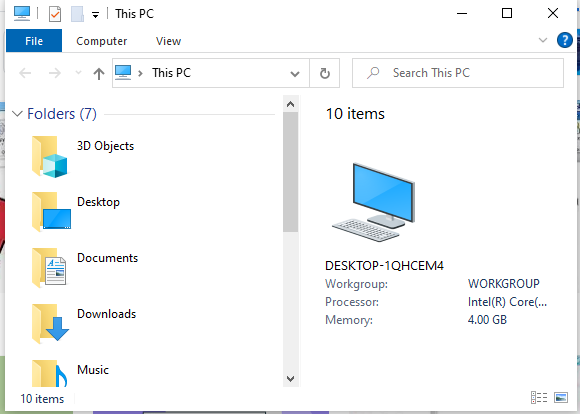 This PC
File Computer View
This PC
Search This PC
Folders (7)
3D Objects
Desktop
Documents
Downloads
Music
10 items
DESKTOP-1QHCEM4
Workgroup: WORKGROUP
Processor: Intel(R) Core(...
Memory: 4.00 GB
10 items